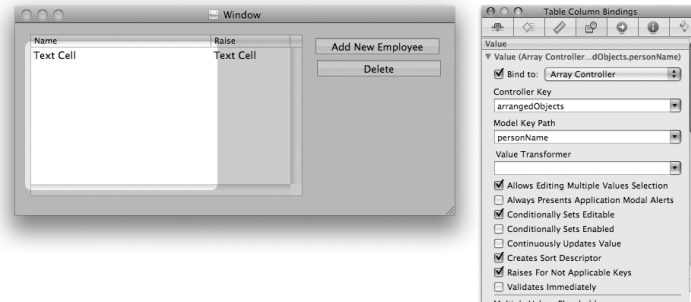 Window
Name Raise
Text Cell Text Cell
Add New Employee
Delete
Table Column Bindings
Value
Value (Array Controller...dObjects.personName)
Bind to: Array Controller
Controller Key
arrangedObjects
Model Key Path
personName
Value Transformer
Allows Editing Multiple Values Selection
Always Presents Application Modal Alerts
Conditionally Sets Editable
Conditionally Sets Enabled
Continuously Updates Value
Creates Sort Descriptor
Raises For Not Applicable Keys
Validates Immediately